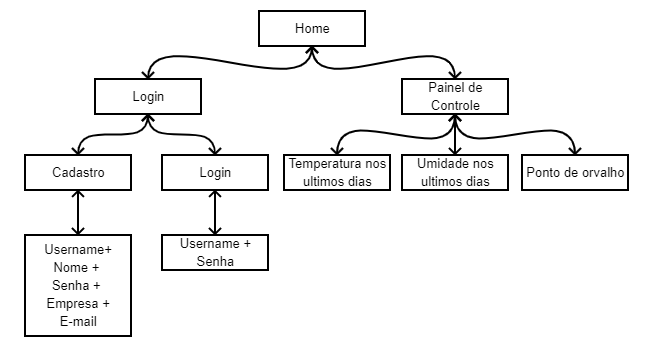 Home
Login
Painel de
Controle
Cadastro
Login
Temperatura nos
ultimos dias
Umidade nos
ultimos dias
Ponto de orvalho
Username+
Nome +
Senha +
Empresa +
E-mail
Username +
Senha